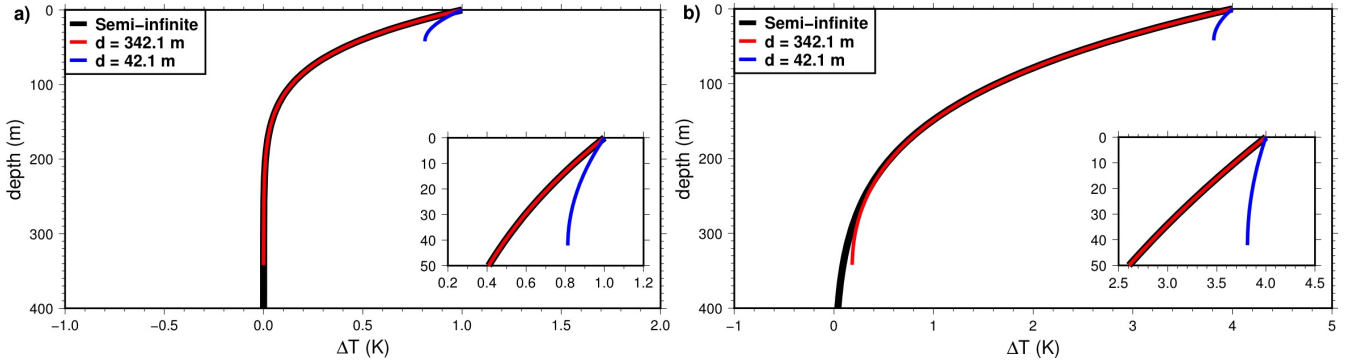 a)
Semi-infinite
d = 342.1 m
d = 42.1 m
0
100
200
300
400
depth (m)
-1.0 -0.5 0.0 0.5 1.0 1.5 2.0
ΔT (K)
0
10
20
30
40
50
0.2 0.4 0.6 0.8 1.0 1.2
b)
Semi-infinite
d = 342.1 m
d = 42.1 m
0
100
200
300
400
depth (m)
-1 0 1 2 3 4 5
ΔT (K)
0
10
20
30
40
50
2.5 3.0 3.5 4.0 4.5